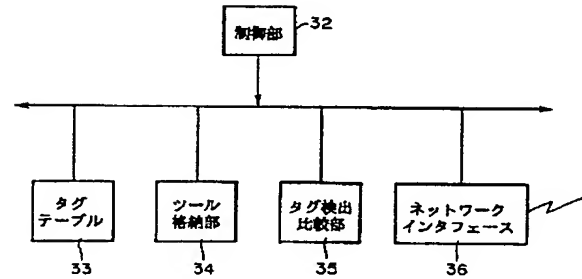 制御部
32
タグ
テーブル
ツール
格納部
タグ検出
比較部
ネットワーク
インタフェース
33
34
35
36